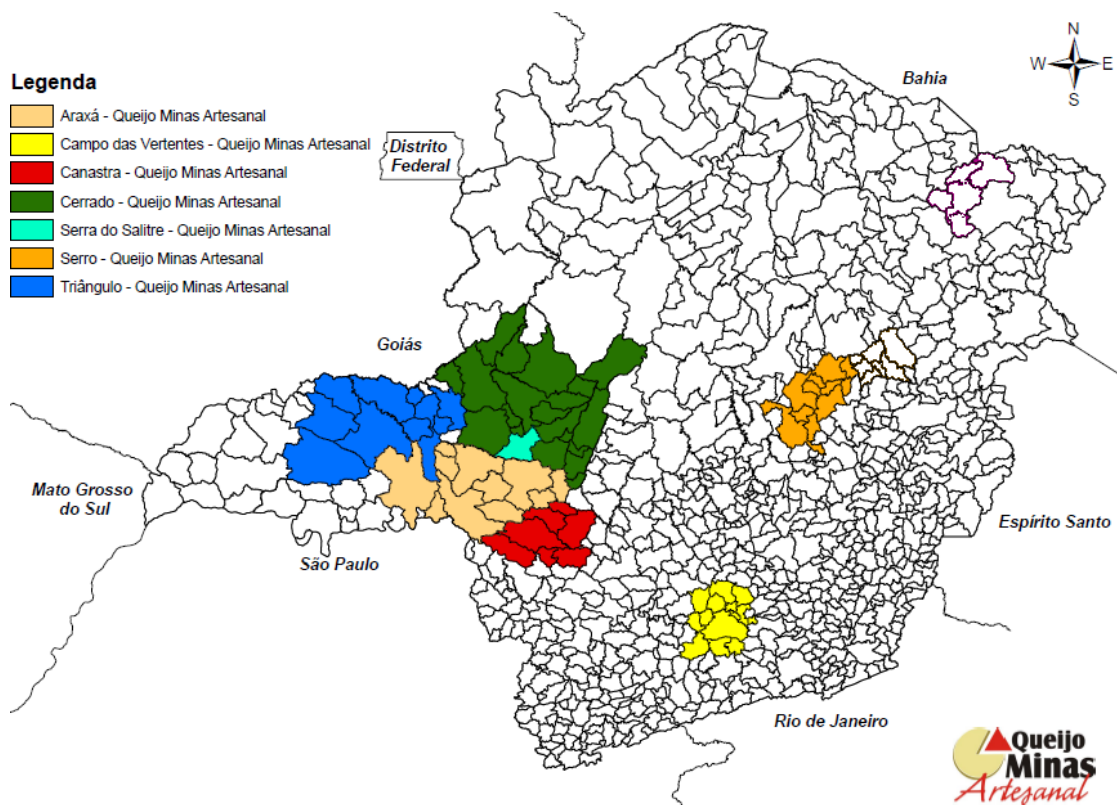 N
W
E
S
Bahia
Legenda
Araxá - Queijo Minas Artesanal
Campo das Vertentes - Queijo Minas Artesanal
Canastra - Queijo Minas Artesanal
Cerrado - Queijo Minas Artesanal
Serra do Salitre - Queijo Minas Artesanal
Serro - Queijo Minas Artesanal
Triângulo - Queijo Minas Artesanal
Distrito
Federal
Goiás
Mato Grosso
do Sul
São Paulo
Espírito Santo
Rio de Janeiro
Queijo
Minas
Artesanal